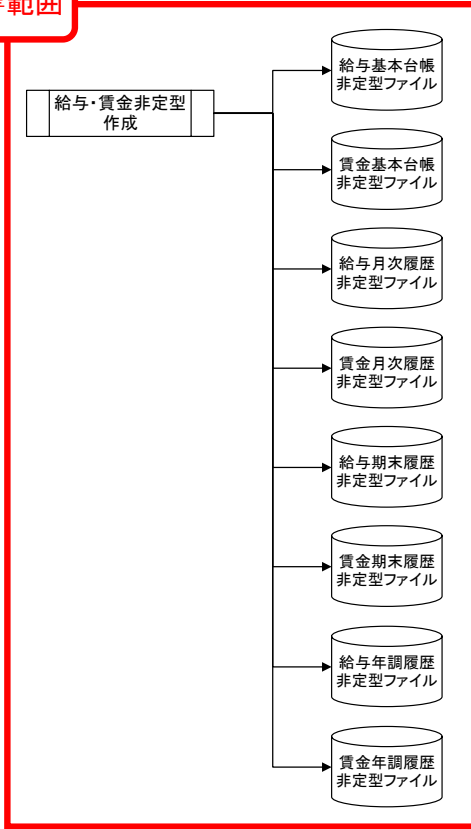 範囲
給与・賃金非定型
作成
給与基本台帳
非定型ファイル
賃金基本台帳
非定型ファイル
給与月次履歴
非定型ファイル
賃金月次履歴
非定型ファイル
給与期末履歴
非定型ファイル
賃金期末履歴
非定型ファイル
給与年調履歴
非定型ファイル
賃金年調履歴
非定型ファイル